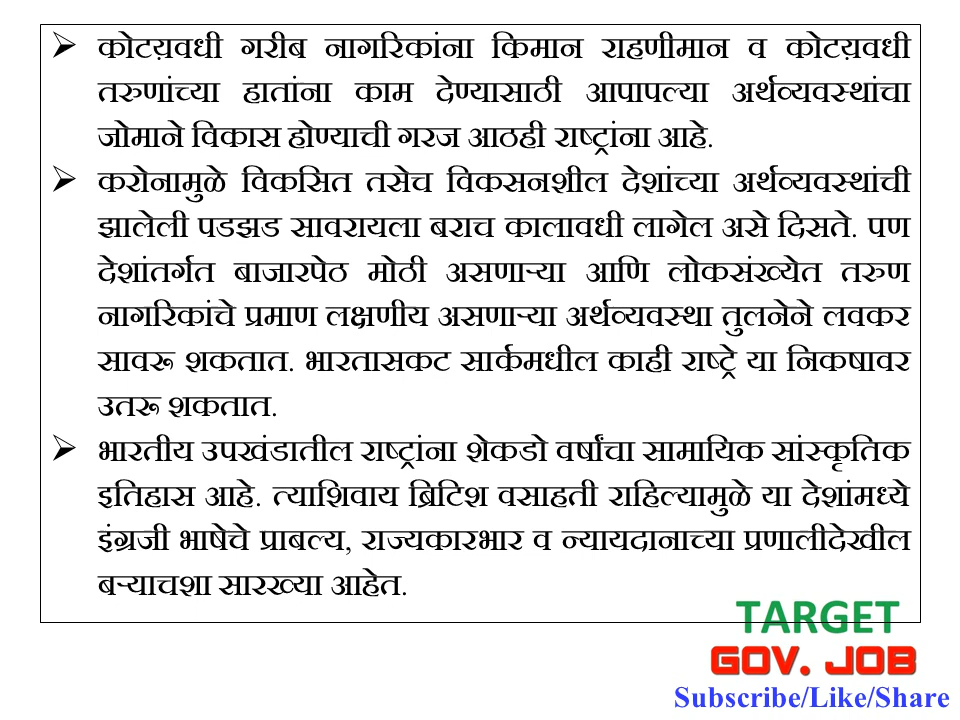 ➢ कोट्यवधी गरीब नागरिकांना किमान राहणीमान व कोट्यवधी
तरुणांच्या हातांना काम देण्यासाठी आपापल्या अर्थव्यवस्थांचा
जोमाने विकास होण्याची गरज आठही राष्ट्रांना आहे.
➢ करोनामुळे विकसित तसेच विकसनशील देशांच्या अर्थव्यवस्थांची
झालेली पडझड सावरायला बराच कालावधी लागेल असे दिसते. पण
देशांतर्गत बाजारपेठ मोठी असणाऱ्या आणि लोकसंख्येत तरुण
नागरिकांचे प्रमाण लक्षणीय असणाऱ्या अर्थव्यवस्था तुलनेने लवकर
सावरू शकतात. भारतासकट सार्कमधील काही राष्ट्रे या निकषावर
उतरू शकतात.
➢ भारतीय उपखंडातील राष्ट्रांना शेकडो वर्षांचा सामायिक सांस्कृतिक
इतिहास आहे. त्याशिवाय ब्रिटिश वसाहती राहिल्यामुळे या देशांमध्ये
इंग्रजी भाषेचे प्राबल्य, राज्यकारभार व न्यायदानाच्या प्रणालीदेखील
बऱ्याचशा सारख्या आहेत.
TARGET
GOV. JOB
Subscribe/Like/Share